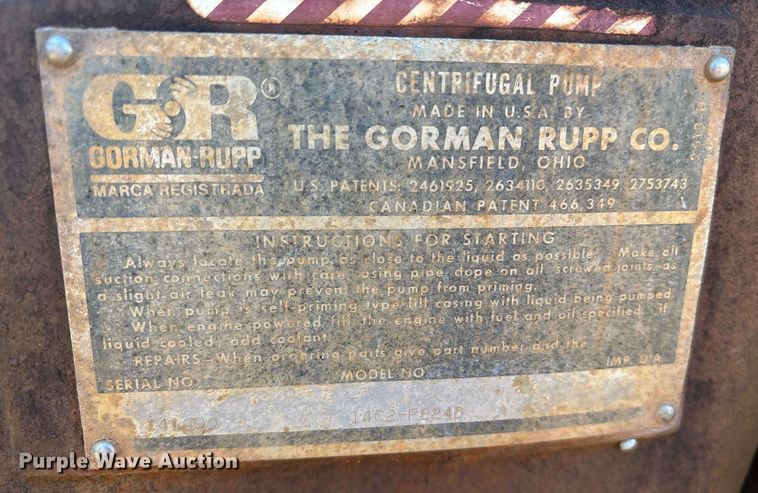 GR®
GORMAN-RUPP
MARCA REGISTRADA
CENTRIFUGAL PUMP
MADE IN U.S.A. BY
THE GORMAN RUPP CO.
MANSFIELD, OHIO
U.S. PATENTS: 2461925, 2634110, 2635349, 2753743
CANADIAN PATENT 466,349
INSTRUCTIONS FOR STARTING
Always locate the pump as close to the liquid as possible. Make all
suction connections with care, using pipe dope on all screwed joints as
a slight air leak may prevent the pump from priming.
When pump is self-priming type fill casing with liquid being pumped
When engine powered fill the engine with fuel and oil specified. If
liquid cooled, add coolant.
REPAIRS-When ordering parts give part number and the
SERIAL NO. MODEL NO. IMP. DIA.
14C2-F224D
Purple Wave Auction